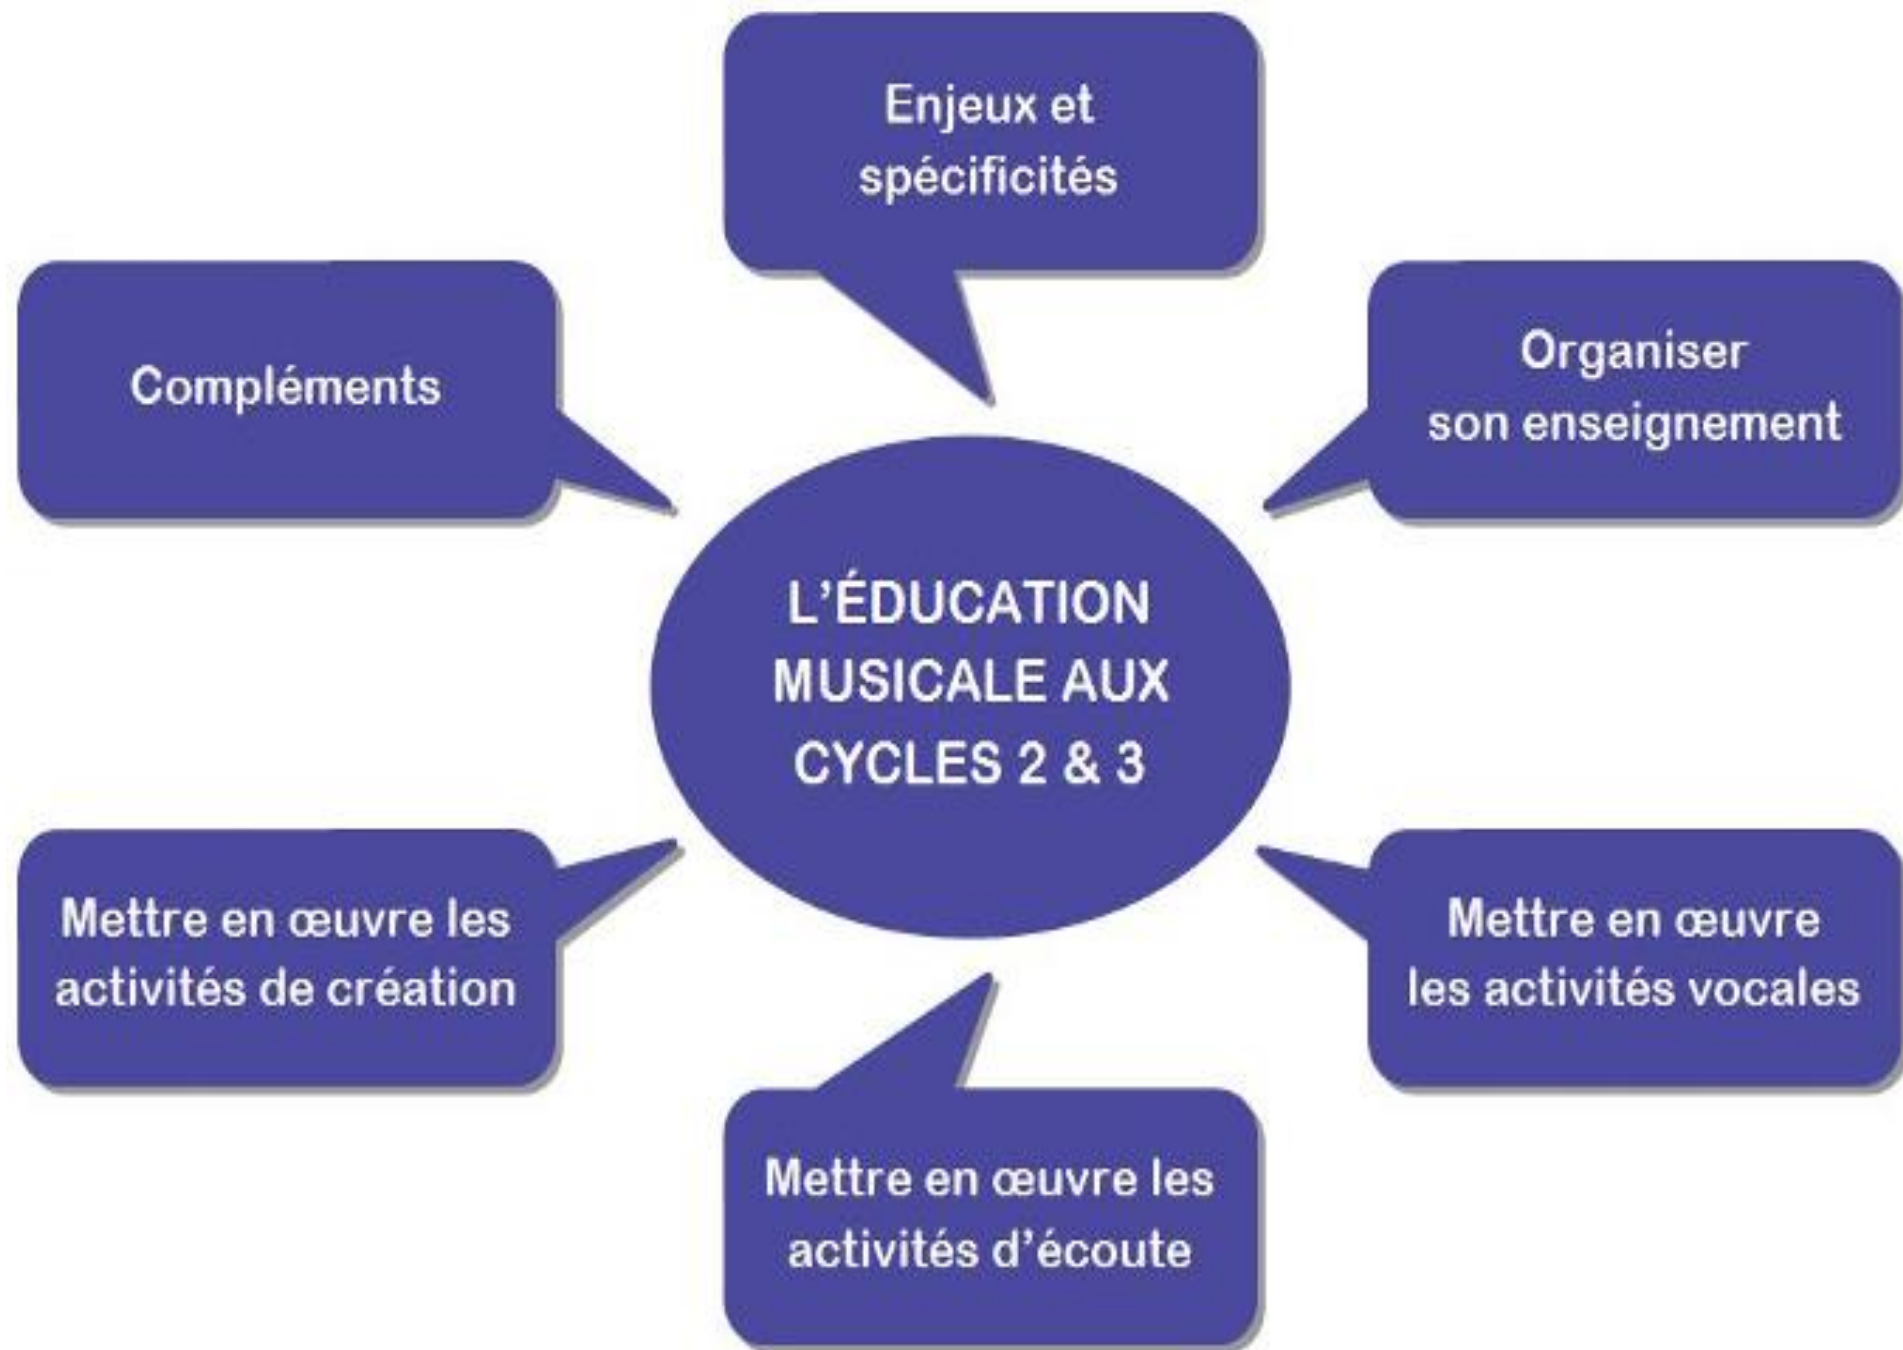 Enjeux et
spécificités
Compléments
Organiser
son enseignement
L’ÉDUCATION
MUSICALE AUX
CYCLES 2 & 3
Mettre en œuvre les
activités de création
Mettre en œuvre
les activités vocales
Mettre en œuvre les
activités d’écoute